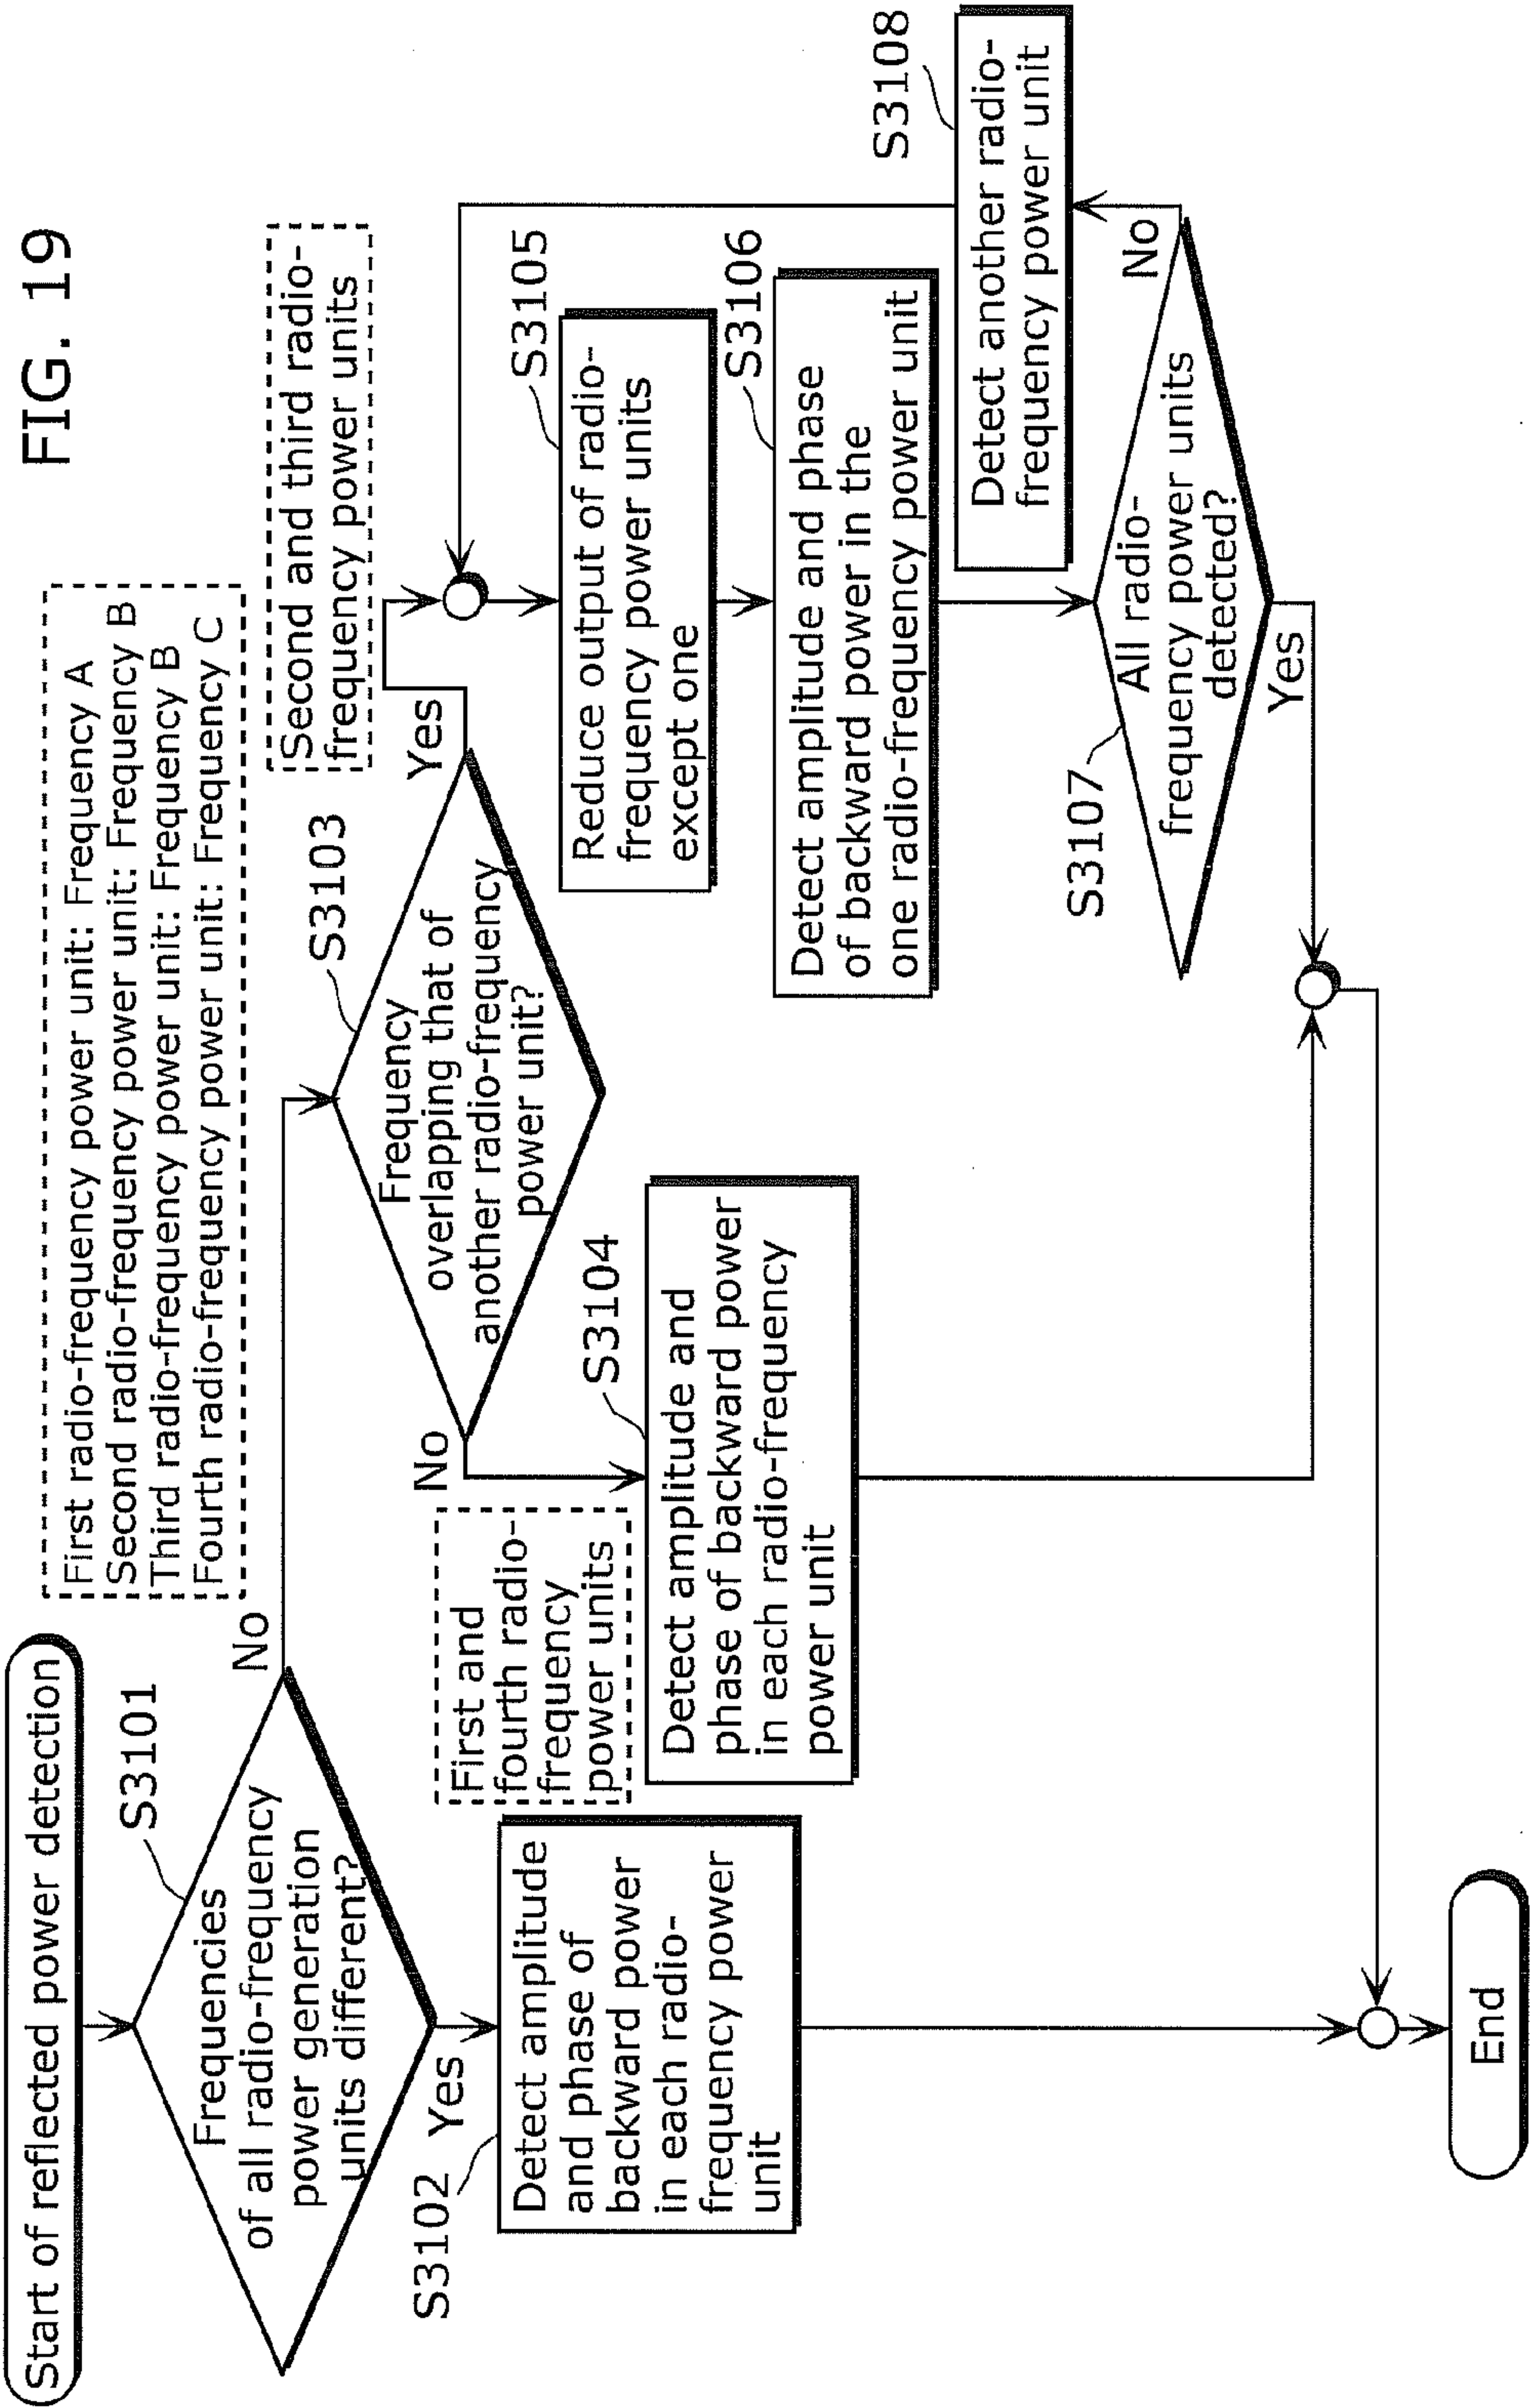 FIG. 19
Start of reflected power detection
S3101
Frequencies
of all radio-frequency
power generation
units different?
No
Yes
S3102
Detect amplitude
and phase of
backward power
in each radio-
frequency power
unit
First radio-frequency power unit: Frequency A
Second radio-frequency power unit: Frequency B
Third radio-frequency power unit: Frequency B
Fourth radio-frequency power unit: Frequency C
S3103
Frequency
overlapping that of
another radio-frequency
power unit?
No
Yes
First and
fourth radio-
frequency
power units
S3104
Detect amplitude and
phase of backward power
in each radio-frequency
power unit
Second and third radio-
frequency power units
S3105
Reduce output of radio-
frequency power units
except one
S3106
Detect amplitude and phase
of backward power in the
one radio-frequency power unit
S3107
All radio-
frequency power units
detected?
No
Yes
S3108
Detect another radio-
frequency power unit
End